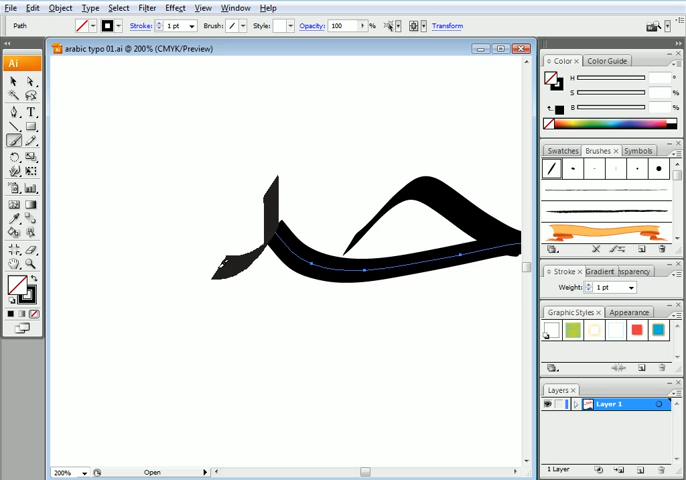 File Edit Object Type Select Filter Effect View Window Help
Path Stroke: 1 pt Brush: Style: Opacity: 100 % Transform
arabic typo 01.ai @ 200% (CMYK/Preview)
Ai
T
Color × Color Guide
H °
S %
B %
Swatches Brushes × Symbols
Stroke × Gradient nsparency
Weight: 1 pt
Graphic Styles × Appearance
Layers ×
Layer 1
1 Layer
200% Open